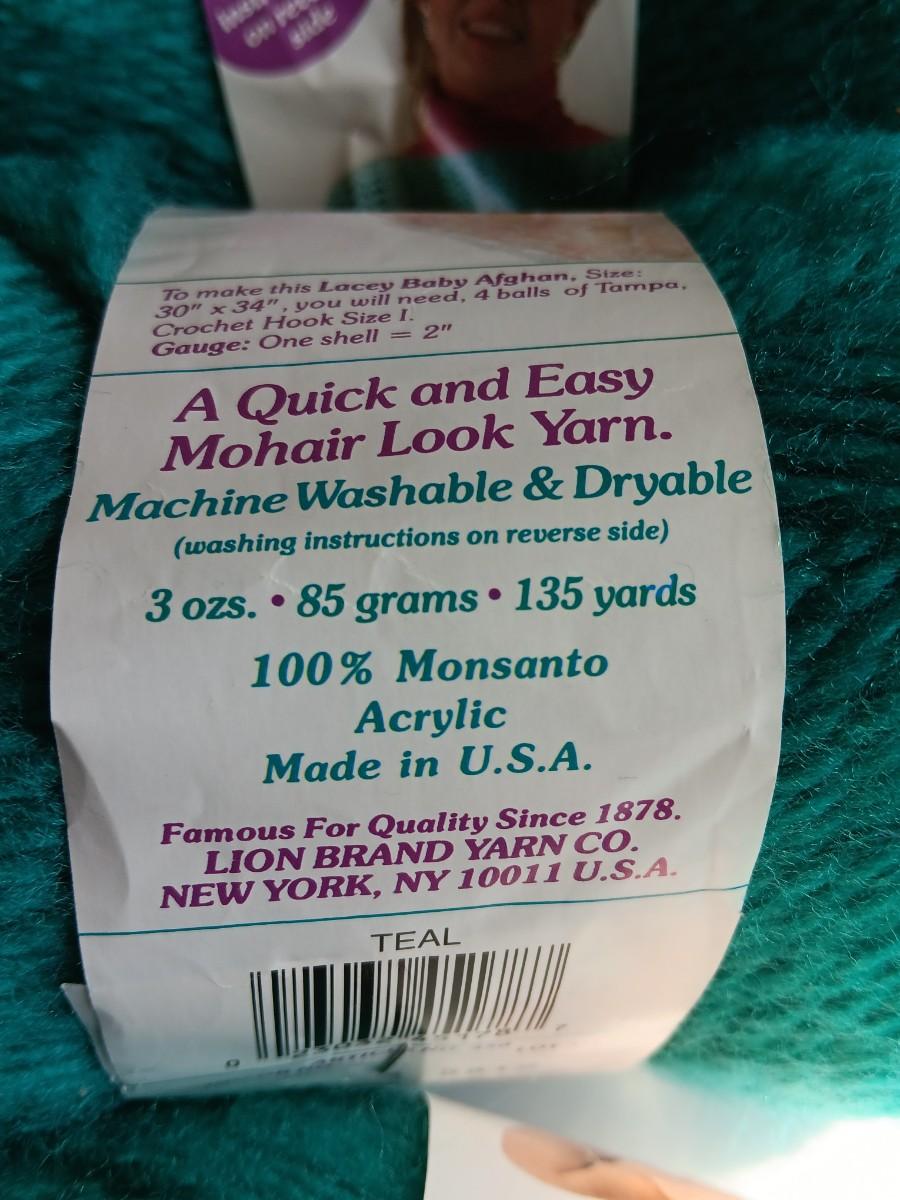 on
side
To make this Lacey Baby Afghan, Size:
30" x 34", you will need, 4 balls of Tampa,
Crochet Hook Size I.
Gauge: One shell = 2"
A Quick and Easy
Mohair Look Yarn.
Machine Washable & Dryable
(washing instructions on reverse side)
3 ozs. • 85 grams • 135 yards
100% Monsanto
Acrylic
Made in U.S.A.
Famous For Quality Since 1878.
LION BRAND YARN CO.
NEW YORK, NY 10011 U.S.A.
TEAL